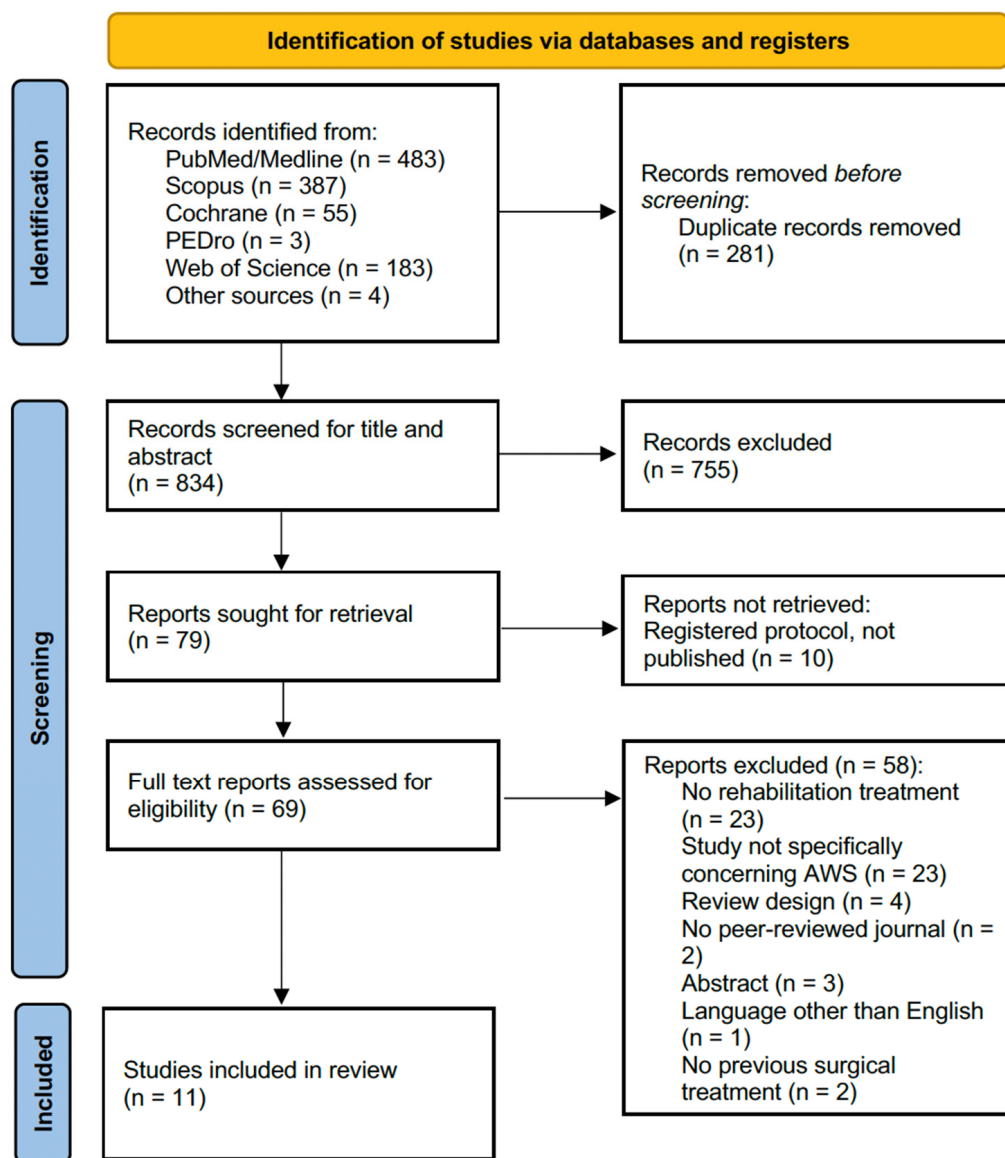 Identification of studies via databases and registers
Identification
Records identified from:
PubMed/Medline (n = 483)
Scopus (n = 387)
Cochrane (n = 55)
PEDro (n = 3)
Web of Science (n = 183)
Other sources (n = 4)
Records removed before
screening:
Duplicate records removed
(n = 281)
Screening
Records screened for title and
abstract
(n = 834)
Records excluded
(n = 755)
Reports sought for retrieval
(n = 79)
Reports not retrieved:
Registered protocol, not
published (n = 10)
Full text reports assessed for
eligibility (n = 69)
Reports excluded (n = 58):
No rehabilitation treatment
(n = 23)
Study not specifically
concerning AWS (n = 23)
Review design (n = 4)
No peer-reviewed journal (n =
2)
Abstract (n = 3)
Language other than English
(n = 1)
No previous surgical
treatment (n = 2)
Included
Studies included in review
(n = 11)